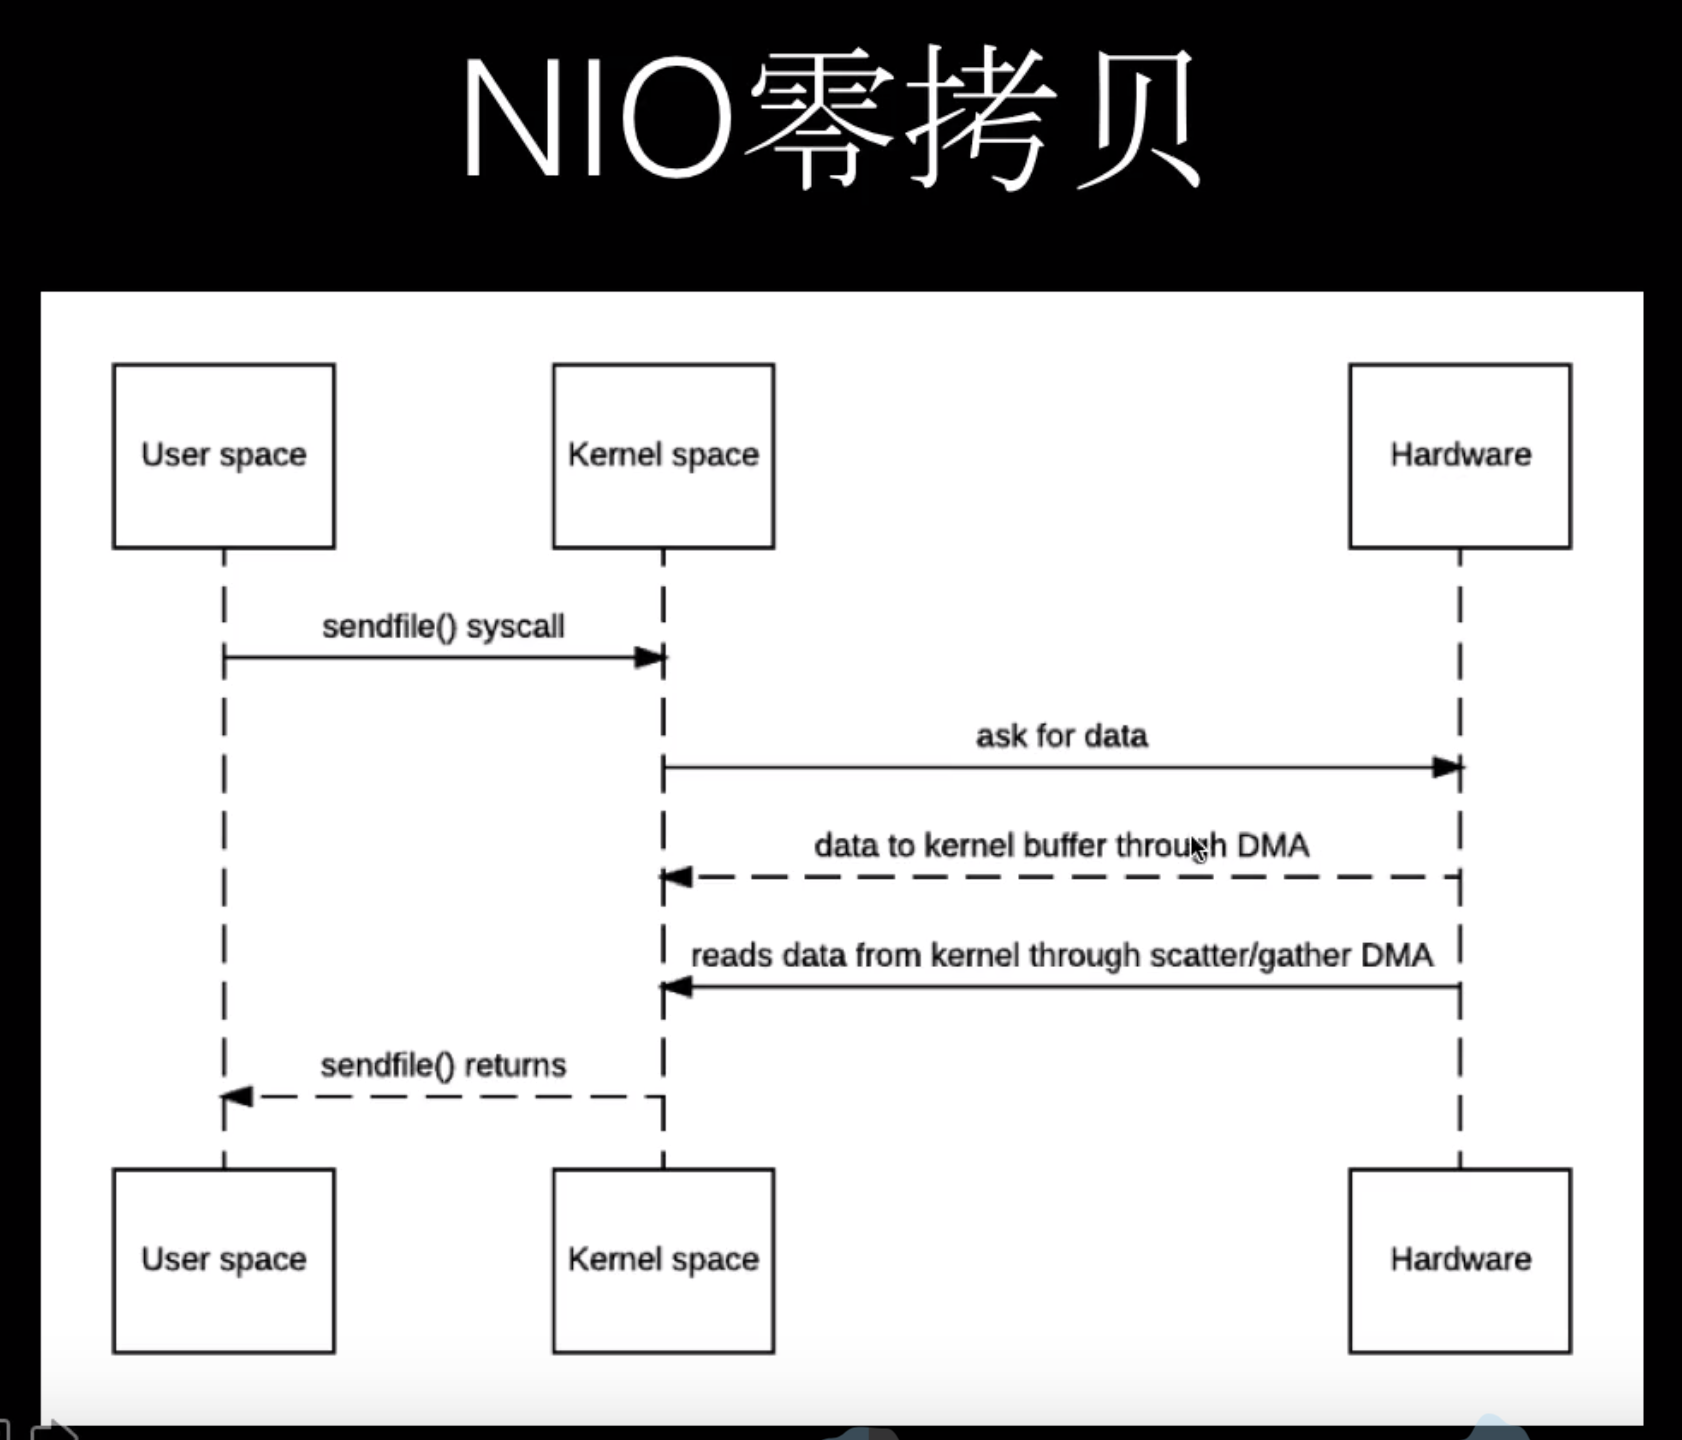 NIO零拷贝
User space
Kernel space
Hardware
sendfile() syscall
ask for data
data to kernel buffer through DMA
reads data from kernel through scatter/gather DMA
sendfile() returns
User space
Kernel space
Hardware